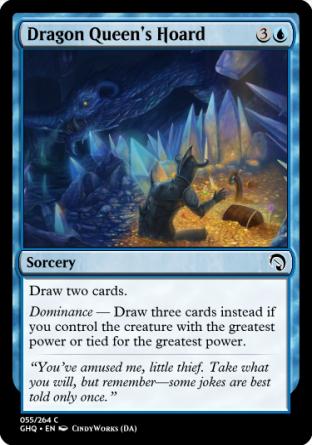 Dragon Queen's Hoard 3
Sorcery
Draw two cards.
Dominance — Draw three cards instead if
you control the creature with the greatest
power or tied for the greatest power.
“You've amused me, little thief. Take what
you will, but remember—some jokes are best
told only once.”
055/264 C
GHQ • EN CindyWorks (DA)